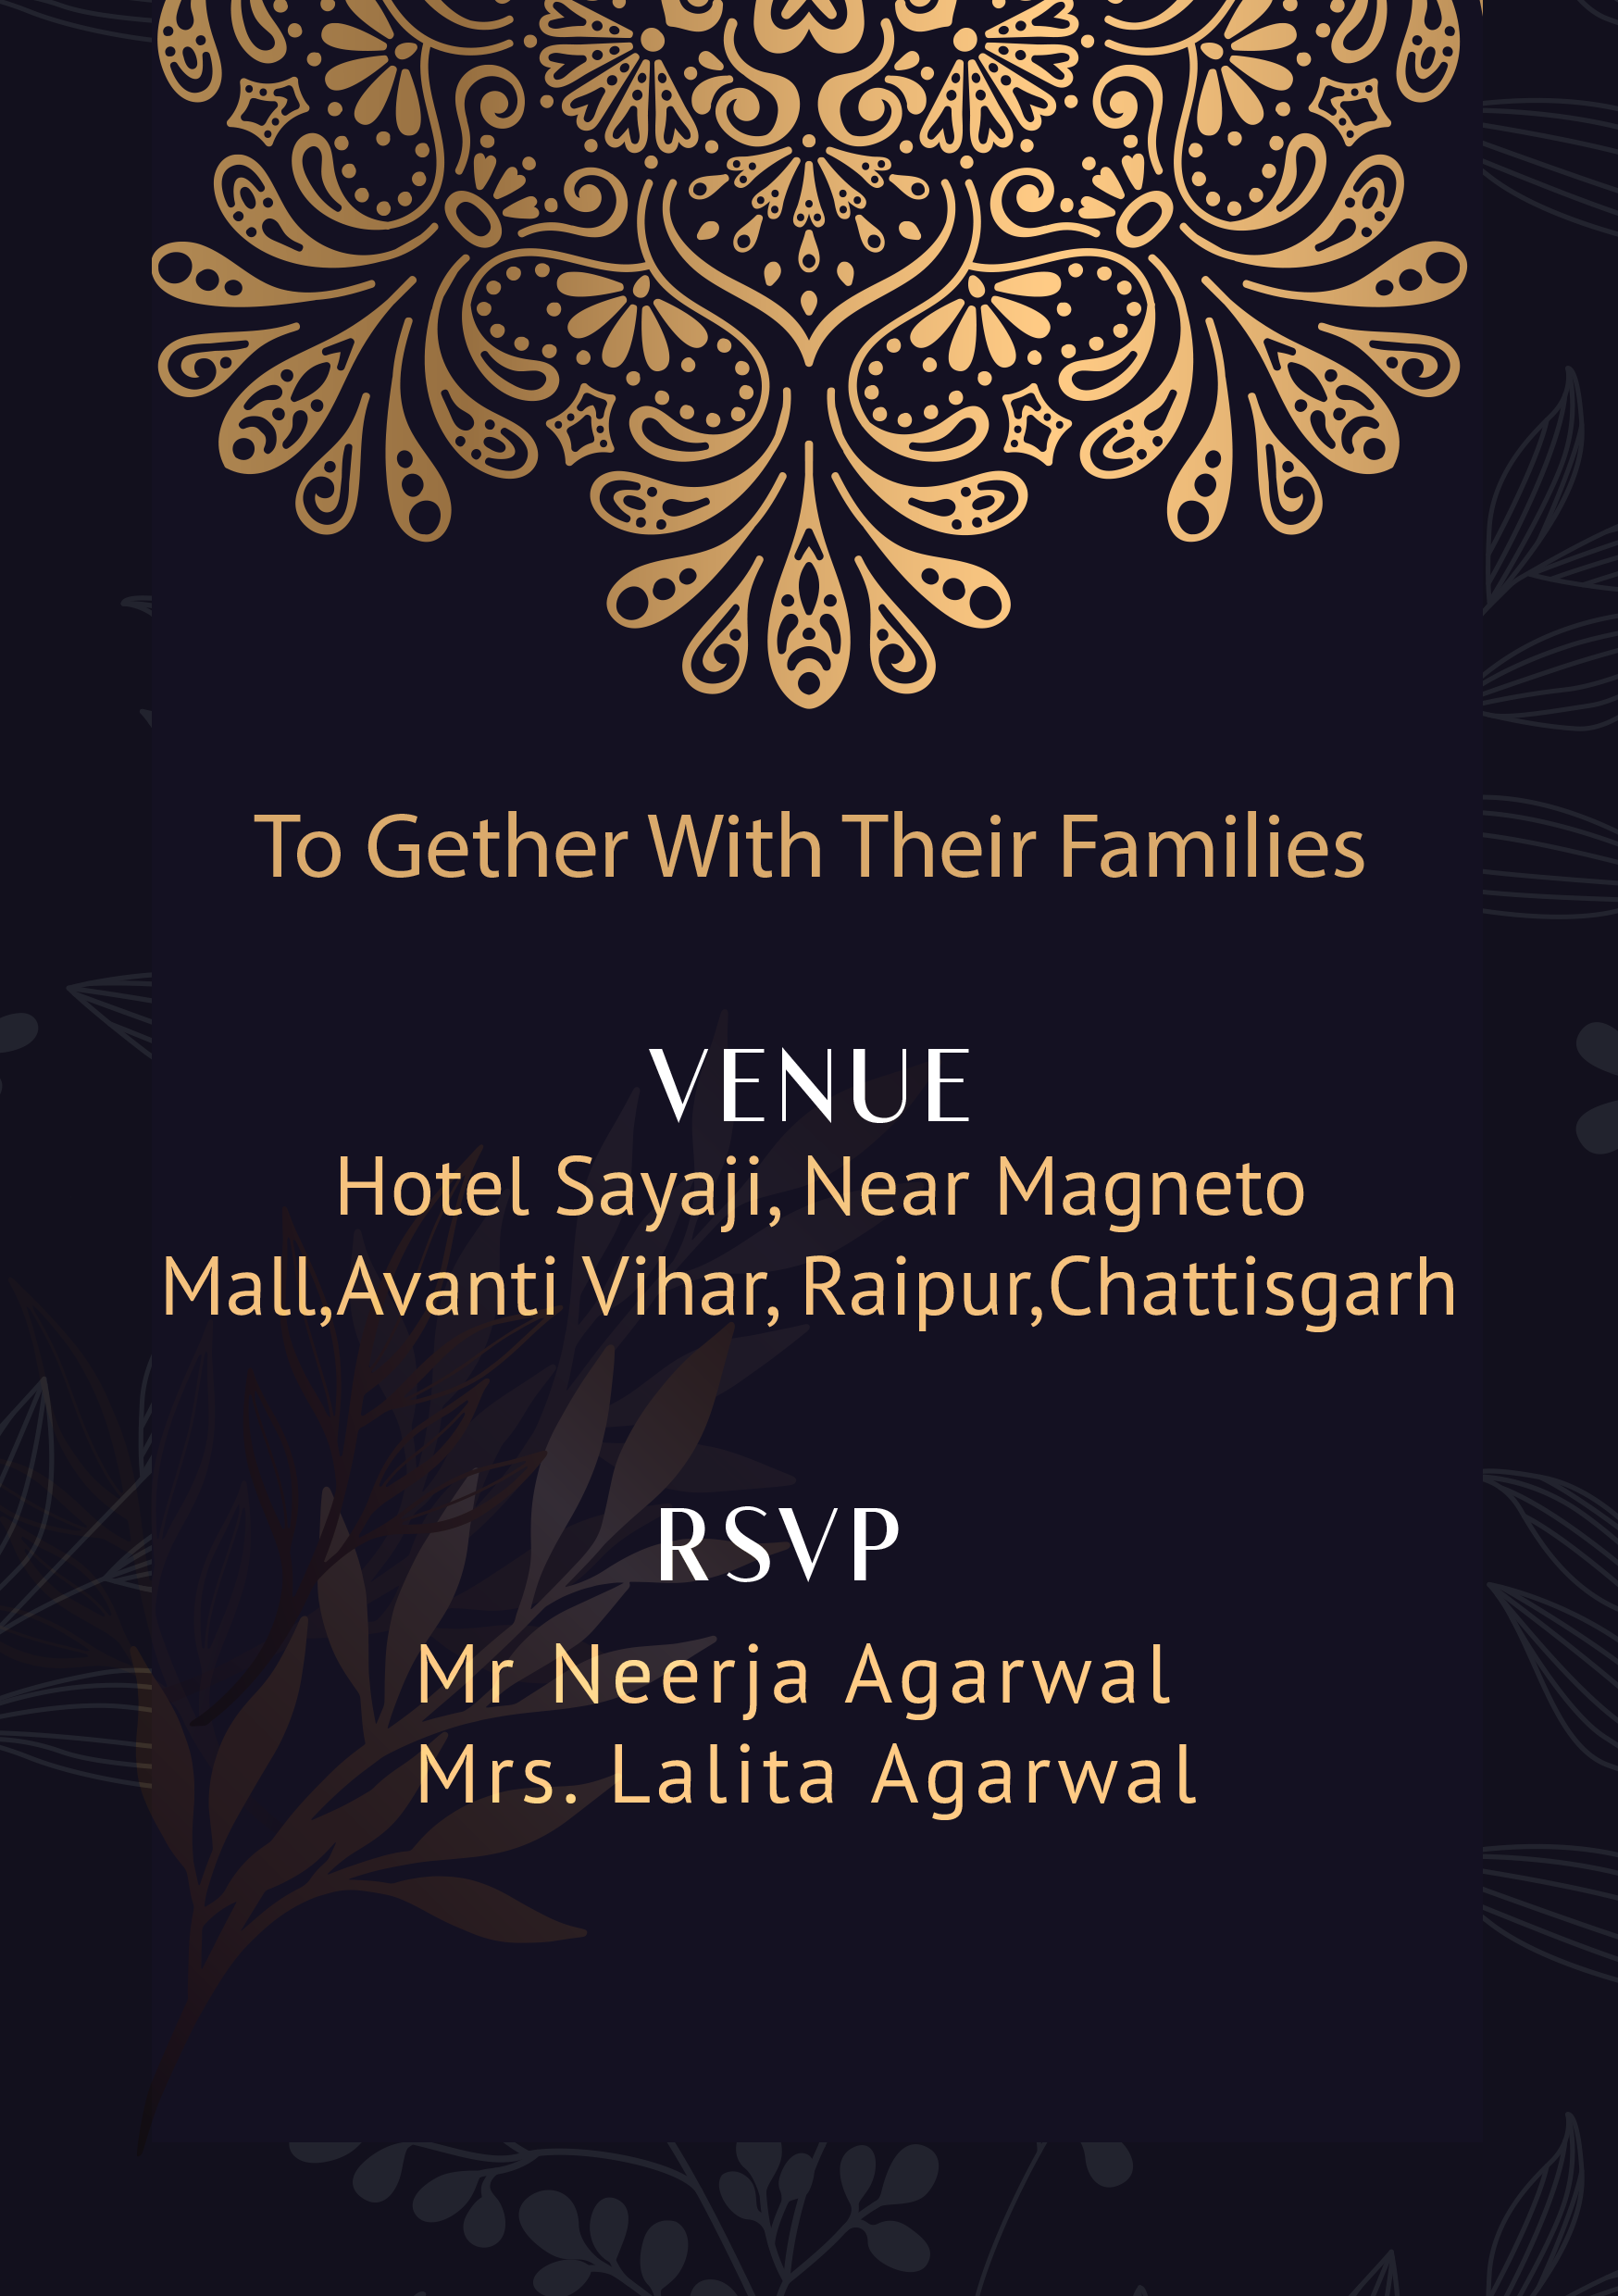 To Gether With Their Families
VENUE
Hotel Sayaji, Near Magneto
Mall,Avanti Vihar, Raipur,Chattisgarh
RSVP
Mr Neerja Agarwal
Mrs. Lalita Agarwal